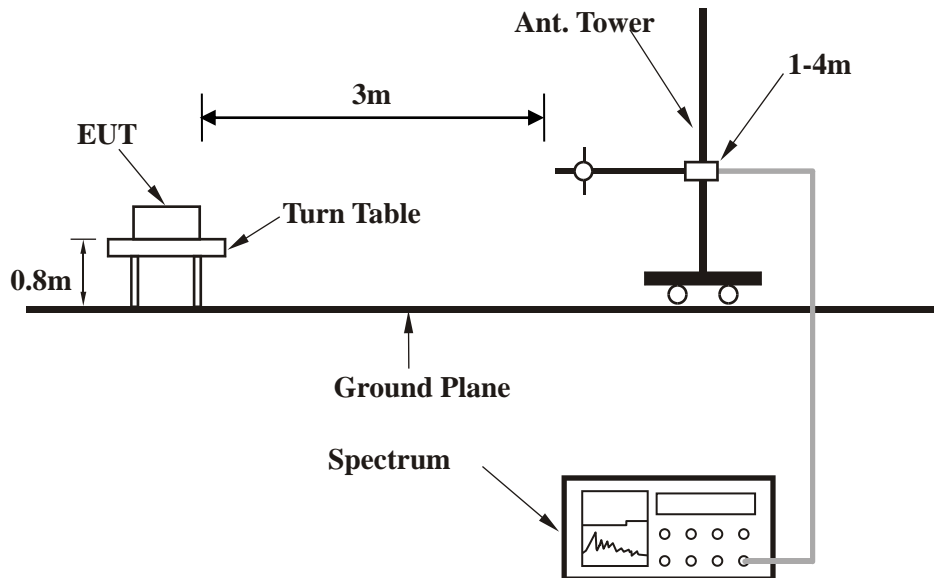 Ant. Tower
1-4m
3m
EUT
Turn Table
0.8m
Ground Plane
Spectrum